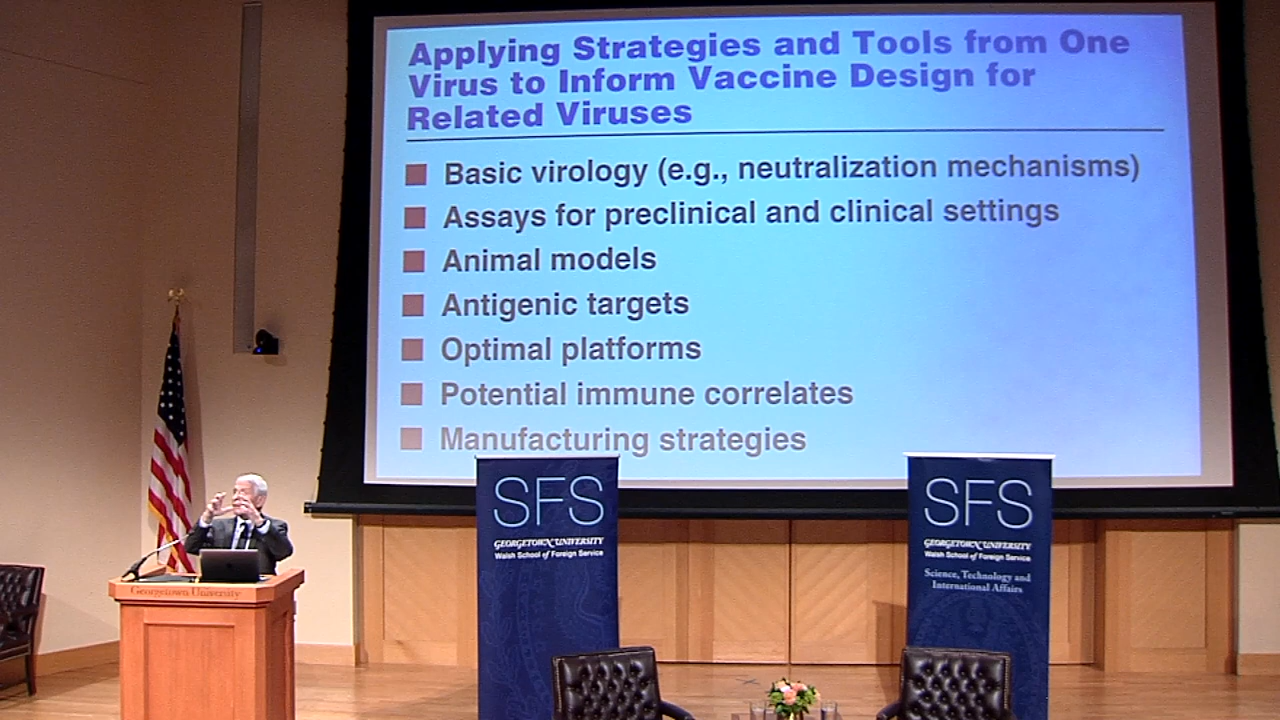 Applying Strategies and Tools from One
Virus to Inform Vaccine Design for
Related Viruses
Basic virology (e.g., neutralization mechanisms)
Assays for preclinical and clinical settings
Animal models
Antigenic targets
Optimal platforms
Potential immune correlates
Manufacturing strategies
SFS
GEORGETOWN UNIVERSITY
Walsh School of Foreign Service
SFS
GEORGETOWN UNIVERSITY
Walsh School of Foreign Service
Science, Technology and
International Affairs
Georgetown University